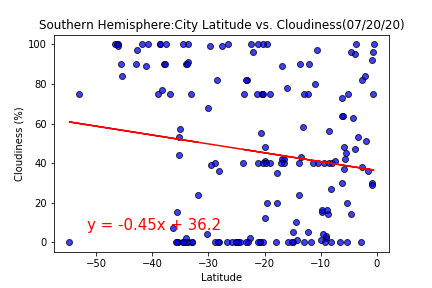 Southern Hemisphere:City Latitude vs. Cloudiness(07/20/20)
Cloudiness (%)
100
80
60
40
20
0
y = -0.45x + 36.2
−50 −40 −30 −20 −10 0
Latitude